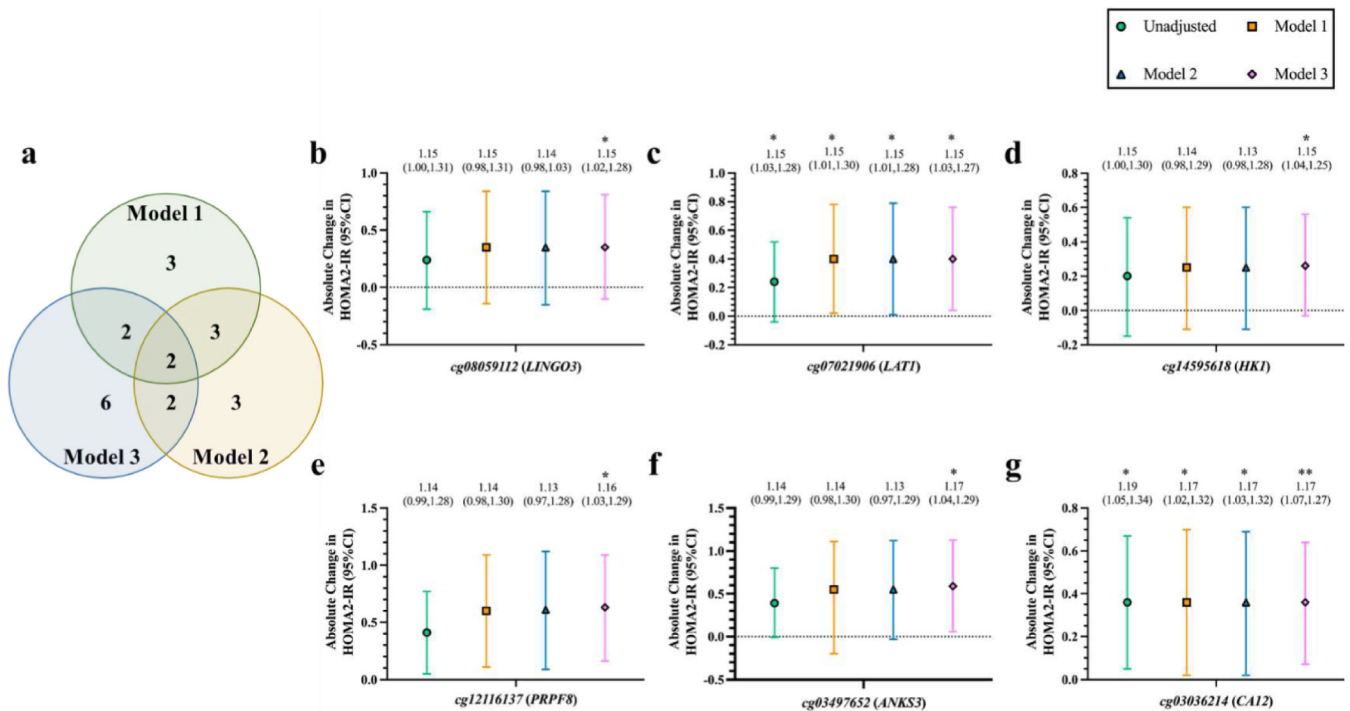 Unadjusted Model 1
Model 2 Model 3
a
Model 1
3
2 3
2
6 2 3
Model 3 Model 2
b
*
1.15 1.15 1.14 1.15
(1.00,1.31) (0.98,1.31) (0.98,1.03) (1.02,1.28)
Absolute Change in
HOMA2-IR (95%CI)
1.0
0.5
0.0
-0.5
cg08059112 (LINGO3)
c
* * * *
1.15 1.15 1.15 1.15
(1.03,1.28) (1.01,1.30) (1.01,1.28) (1.03,1.27)
Absolute Change in
HOMA2-IR (95%CI)
1.0
0.8
0.6
0.4
0.2
0.0
-0.2
cg07021906 (LAT1)
d
*
1.15 1.14 1.13 1.15
(1.00,1.30) (0.98,1.29) (0.98,1.28) (1.04,1.25)
Absolute Change in
HOMA2-IR (95%CI)
0.8
0.6
0.4
0.2
0.0
-0.2
cg14595618 (HK1)
e
*
1.14 1.14 1.13 1.16
(0.99,1.28) (0.98,1.30) (0.97,1.28) (1.03,1.29)
Absolute Change in
HOMA2-IR (95%CI)
1.5
1.0
0.5
0.0
cg12116137 (PRPF8)
f
*
1.14 1.14 1.13 1.17
(0.99,1.29) (0.98,1.30) (0.97,1.29) (1.04,1.29)
Absolute Change in
HOMA2-IR (95%CI)
1.5
1.0
0.5
0.0
-0.5
cg03497652 (ANKS3)
g
* * * **
1.19 1.17 1.17 1.17
(1.05,1.34) (1.02,1.32) (1.03,1.32) (1.07,1.27)
Absolute Change in
HOMA2-IR (95%CI)
0.8
0.6
0.4
0.2
0.0
cg03036214 (CA12)